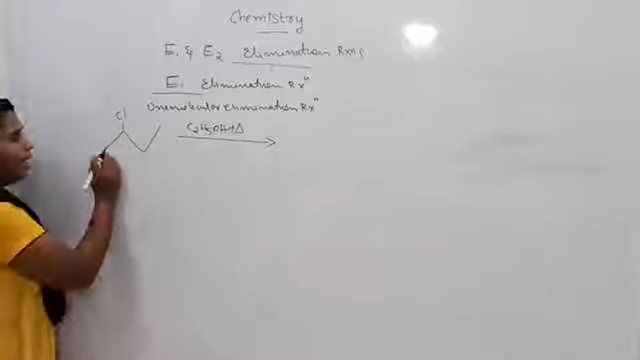 Chemistry
E1 & E2 Elimination Rxns
E1 Elimination Rxn
Unimolecular elimination Rxn
Cl
C2H5OH+Δ